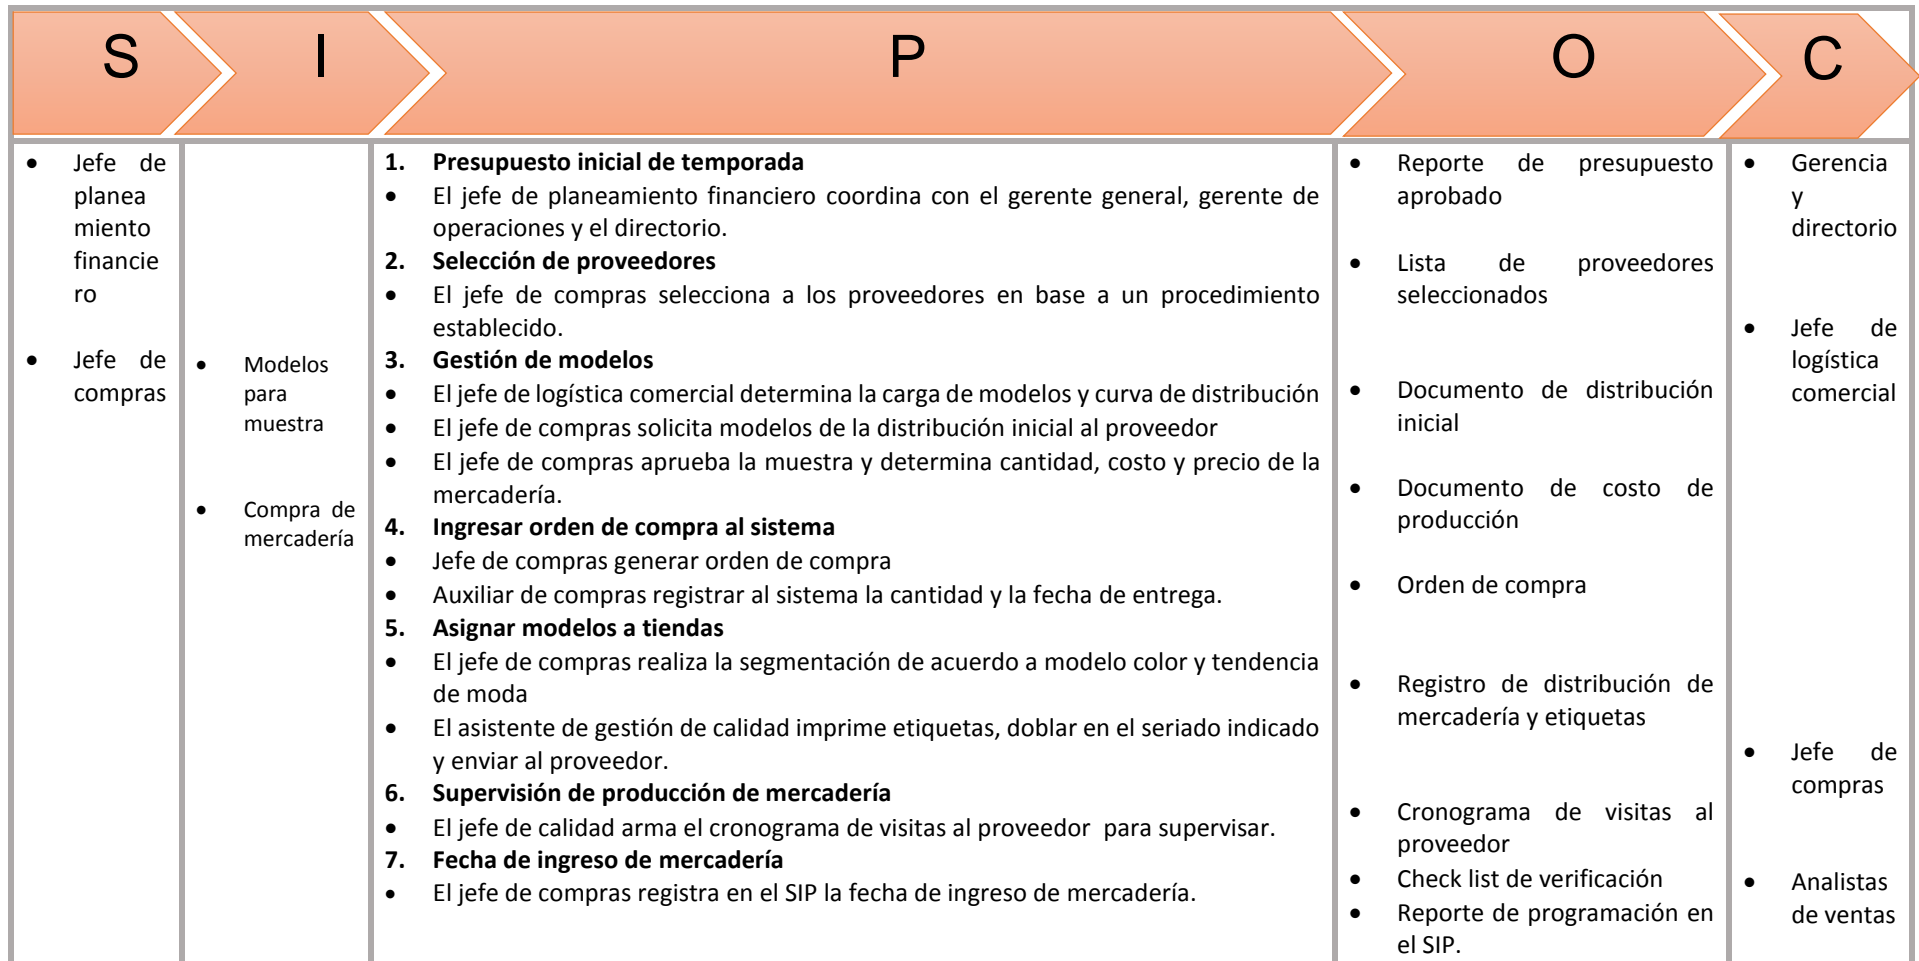 S
I
P
O
C
• Jefe de
planea
miento
financie
ro
• Jefe de
compras
• Modelos
para
muestra
• Compra de
mercadería
1. Presupuesto inicial de temporada
• El jefe de planeamiento financiero coordina con el gerente general, gerente de
operaciones y el directorio.
2. Selección de proveedores
• El jefe de compras selecciona a los proveedores en base a un procedimiento
establecido.
3. Gestión de modelos
• El jefe de logística comercial determina la carga de modelos y curva de distribución
• El jefe de compras solicita modelos de la distribución inicial al proveedor
• El jefe de compras aprueba la muestra y determina cantidad, costo y precio de la
mercadería.
4. Ingresar orden de compra al sistema
• Jefe de compras generar orden de compra
• Auxiliar de compras registrar al sistema la cantidad y la fecha de entrega.
5. Asignar modelos a tiendas
• El jefe de compras realiza la segmentación de acuerdo a modelo color y tendencia
de moda
• El asistente de gestión de calidad imprime etiquetas, doblar en el seriado indicado
y enviar al proveedor.
6. Supervisión de producción de mercadería
• El jefe de calidad arma el cronograma de visitas al proveedor  para supervisar.
7. Fecha de ingreso de mercadería
• El jefe de compras registra en el SIP la fecha de ingreso de mercadería.
• Reporte de presupuesto
aprobado
• Lista de proveedores
seleccionados
• Documento de distribución
inicial
• Documento de costo de
producción
• Orden de compra
• Registro de distribución de
mercadería y etiquetas
• Cronograma de visitas al
proveedor
• Check list de verificación
• Reporte de programación en
el SIP.
• Gerencia
y
directorio
• Jefe de
logística
comercial
• Jefe de
compras
• Analistas
de ventas